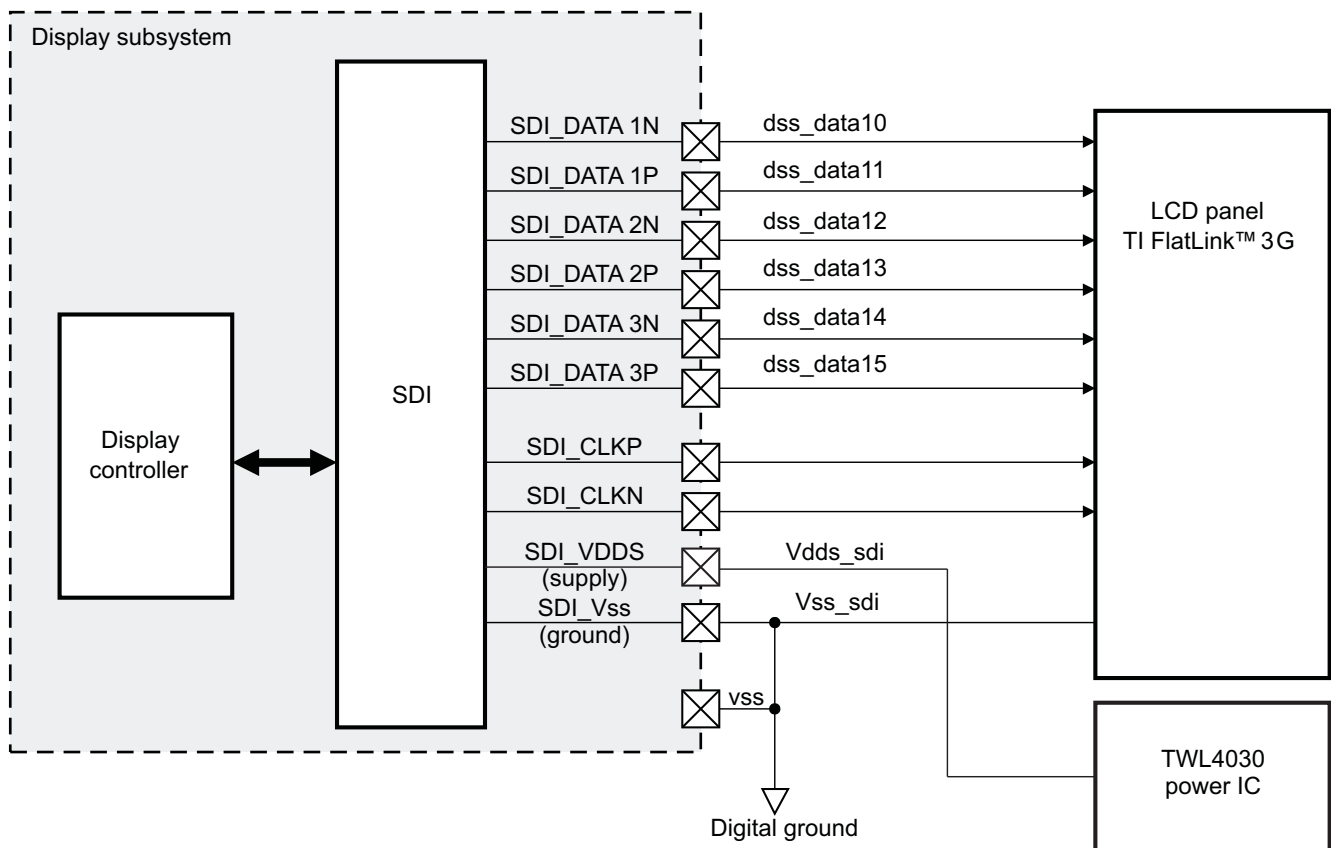 Display subsystem
SDI_DATA 1N
dss_data10
SDI_DATA 1P
dss_data11
SDI_DATA 2N
dss_data12
SDI_DATA 2P
dss_data13
SDI_DATA 3N
dss_data14
SDI_DATA 3P
dss_data15
LCD panel
TI FlatLink™ 3G
SDI
Display
controller
SDI_CLKP
SDI_CLKN
SDI_VDDS
(supply)
Vdds_sdi
SDI_Vss
(ground)
Vss_sdi
vss
Digital ground
TWL4030
power IC